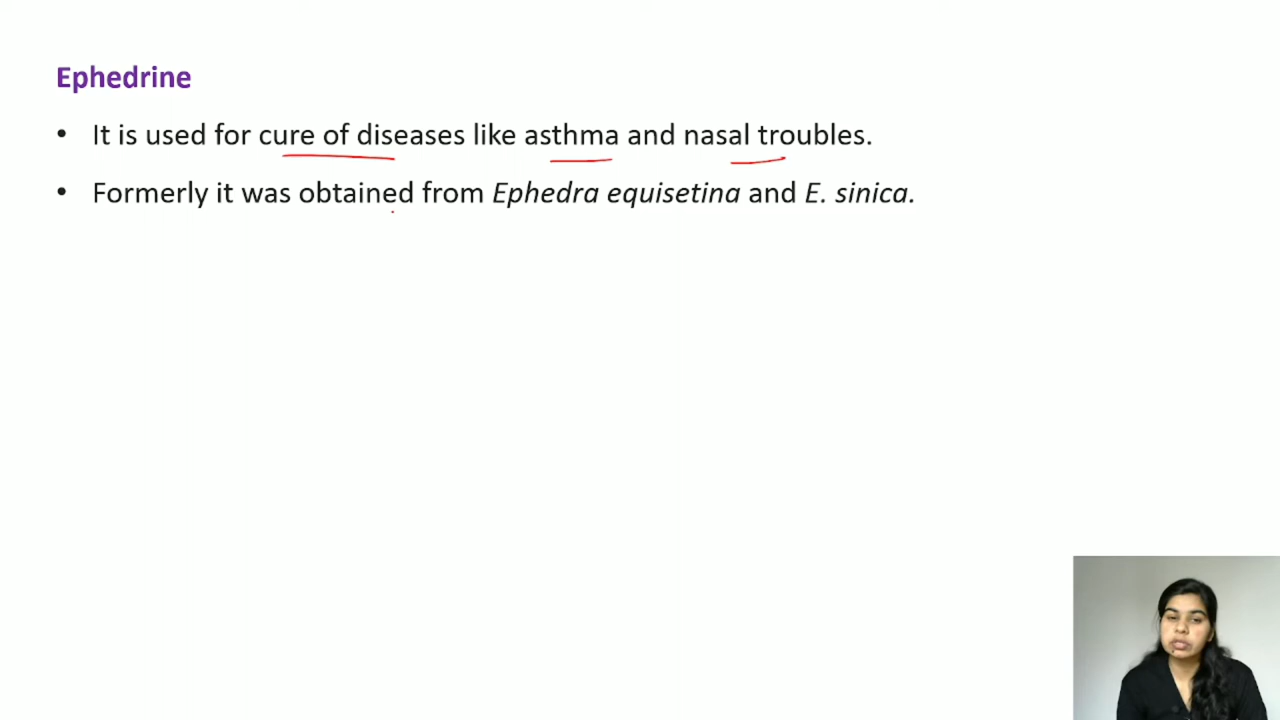 Ephedrine
• It is used for cure of diseases like asthma and nasal troubles.
• Formerly it was obtained from Ephedra equisetina and E. sinica.